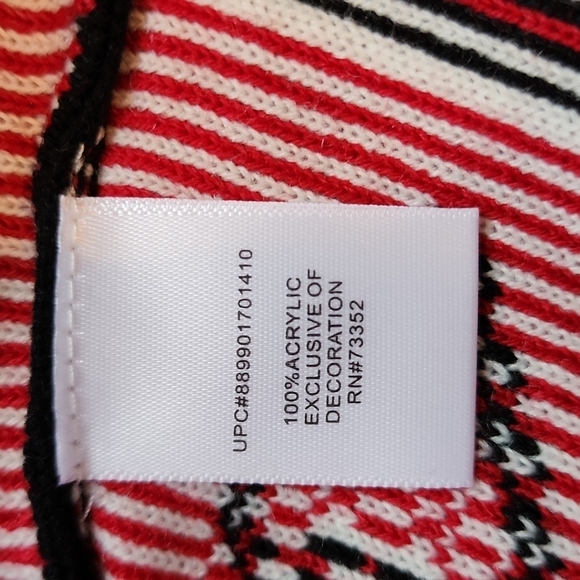 UPC#889901701410
100%ACRYLIC
EXCLUSIVE OF
DECORATION
RN#73352